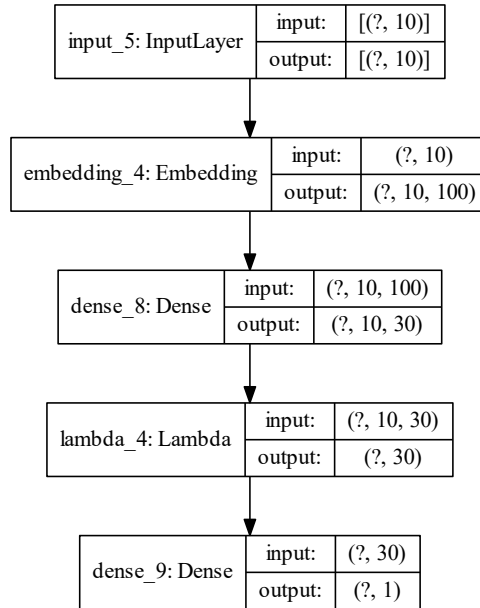 input_5: InputLayer
input: [(?, 10)]
output: [(?, 10)]
embedding_4: Embedding
input: (?, 10)
output: (?, 10, 100)
dense_8: Dense
input: (?, 10, 100)
output: (?, 10, 30)
lambda_4: Lambda
input: (?, 10, 30)
output: (?, 30)
dense_9: Dense
input: (?, 30)
output: (?, 1)